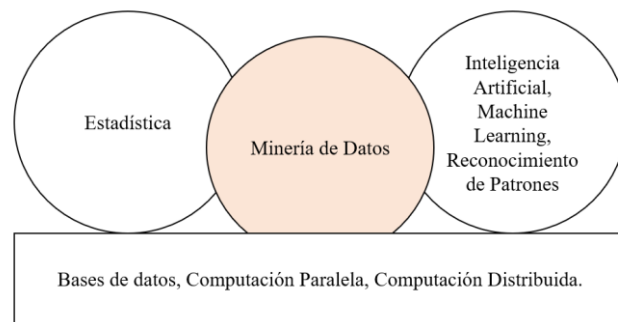 Estadística
Minería de Datos
Inteligencia
Artificial,
Machine
Learning,
Reconocimiento
de Patrones
Bases de datos, Computación Paralela, Computación Distribuida.